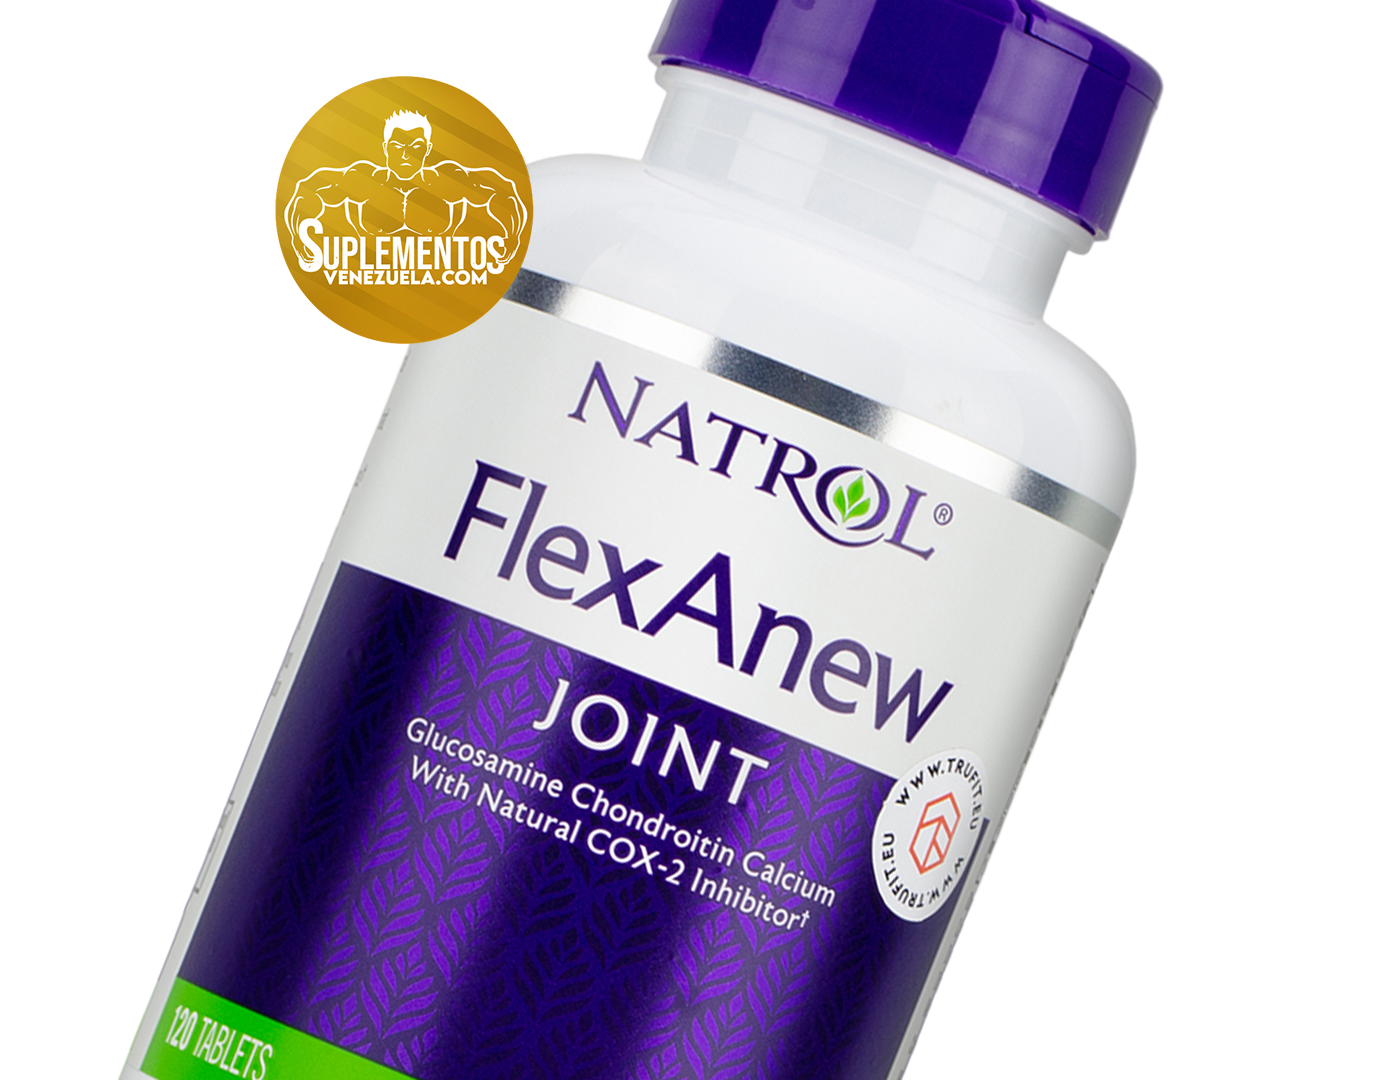 SUPLEMENTOS
VENEZUELA.COM
NATROL®
FlexAnew
JOINT
Glucosamine Chondroitin Calcium
With Natural COX-2 Inhibitor†
WWW.TRUFIT.EU
WWW.TRUFIT.EU
120 TABLETS